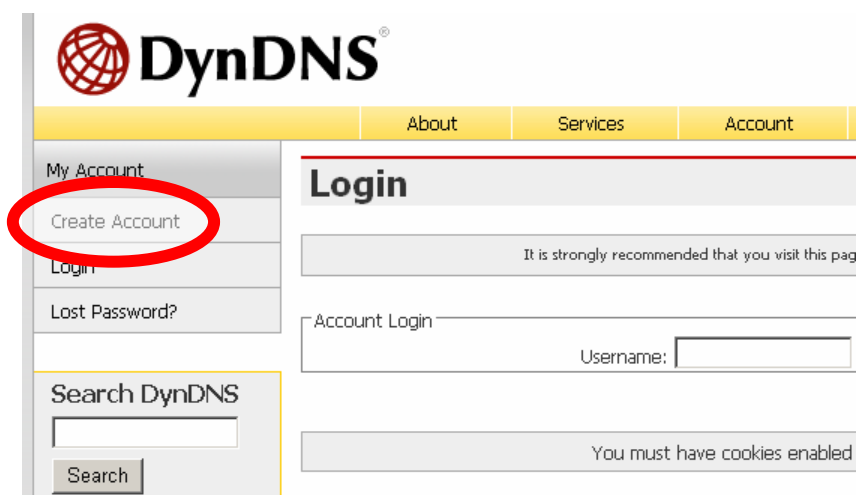 DynDNS®
About Services Account
My Account
Create Account
Login
Lost Password?
Search DynDNS
Search
Login
It is strongly recommended that you visit this pag
Account Login
Username:
You must have cookies enabled